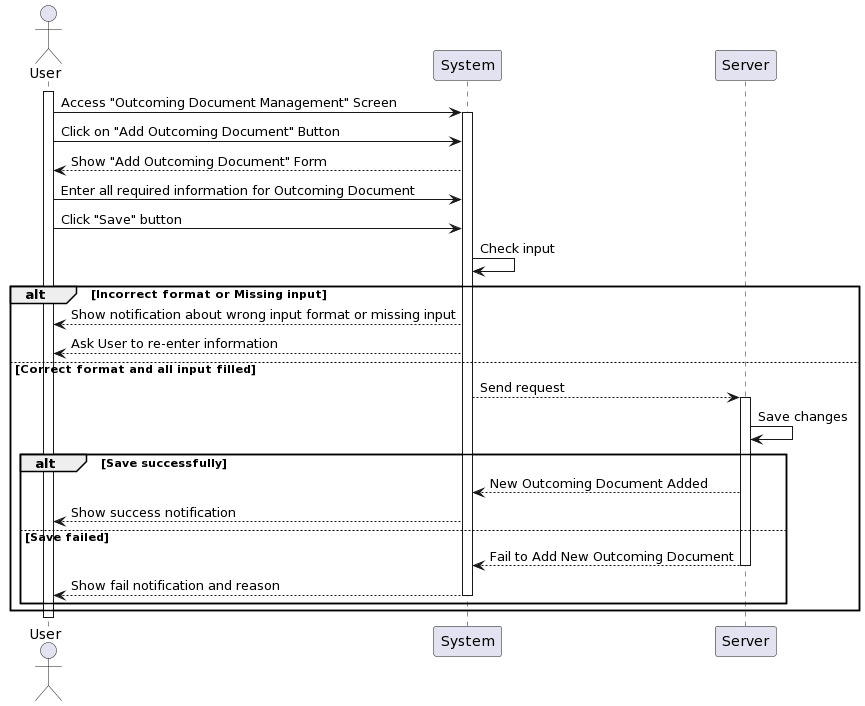 User
System
Server
Access "Outcoming Document Management" Screen
Click on "Add Outcoming Document" Button
Show "Add Outcoming Document" Form
Enter all required information for Outcoming Document
Click "Save" button
Check input
alt
[Incorrect format or Missing input]
Show notification about wrong input format or missing input
Ask User to re-enter information
[Correct format and all input filled]
Send request
Save changes
alt
[Save successfully]
New Outcoming Document Added
Show success notification
[Save failed]
Fail to Add New Outcoming Document
Show fail notification and reason
User
System
Server